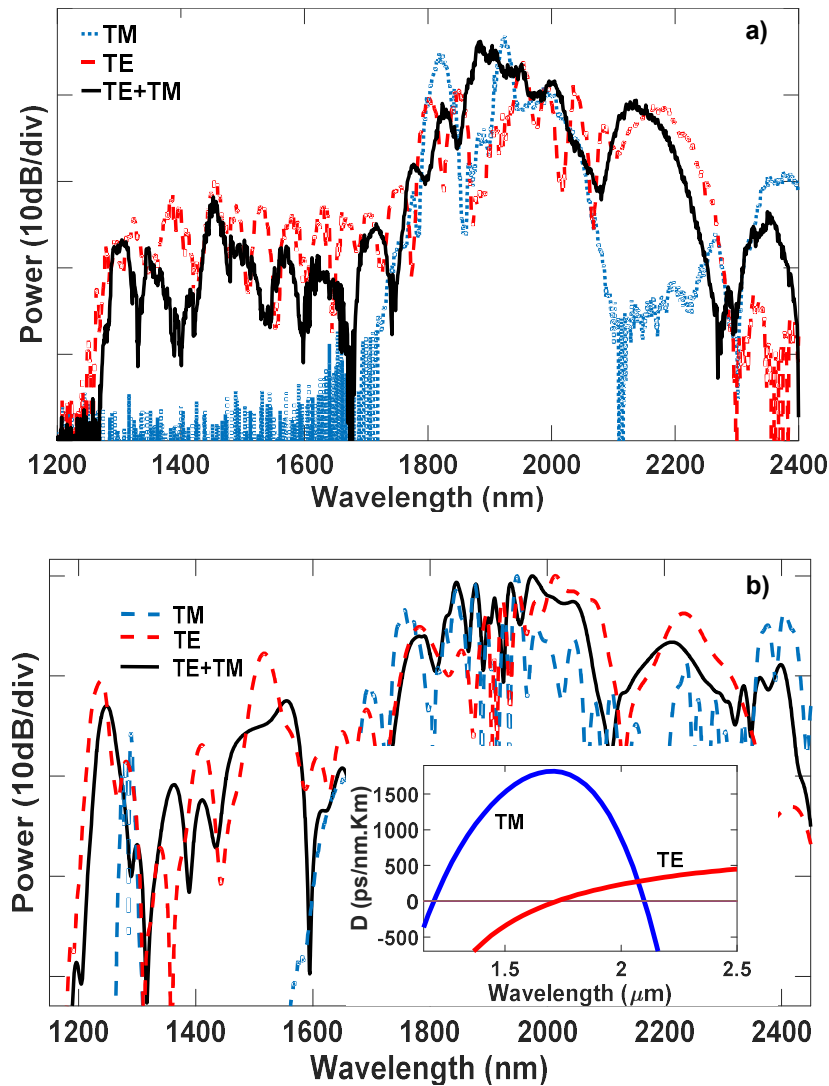 a)
TM
TE
TE+TM
Power (10dB/div)
1200 1400 1600 1800 2000 2200 2400
Wavelength (nm)
b)
TM
TE
TE+TM
Power (10dB/div)
1500
1000
500
0
-500
D (ps/nm.Km)
TM
TE
1.5 2 2.5
Wavelength (μm)
1200 1400 1600 1800 2000 2200 2400
Wavelength (nm)